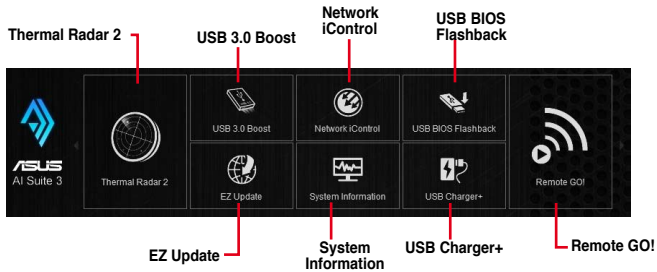 Thermal Radar 2
USB 3.0 Boost
Network
iControl
USB BIOS
Flashback
ASUS
AI Suite 3
Thermal Radar 2
USB 3.0 Boost
Network iControl
USB BIOS Flashback
Remote GO!
EZ Update
System Information
USB Charger+
EZ Update
System
Information
USB Charger+
Remote GO!